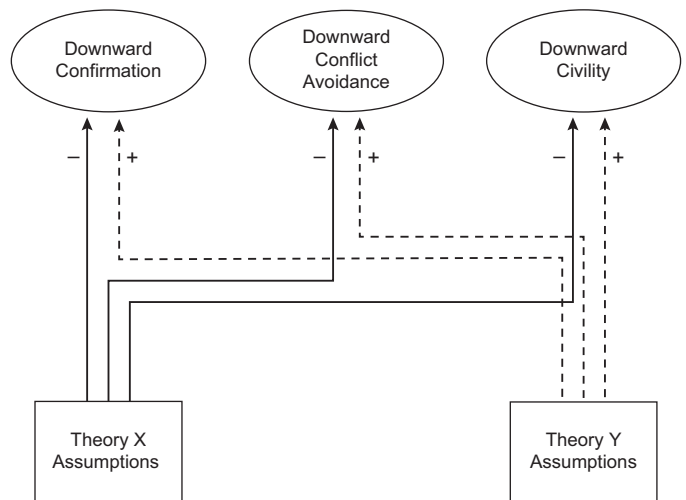 Downward
Confirmation
Downward
Conflict
Avoidance
Downward
Civility
–
+
–
+
–
+
Theory X
Assumptions
Theory Y
Assumptions